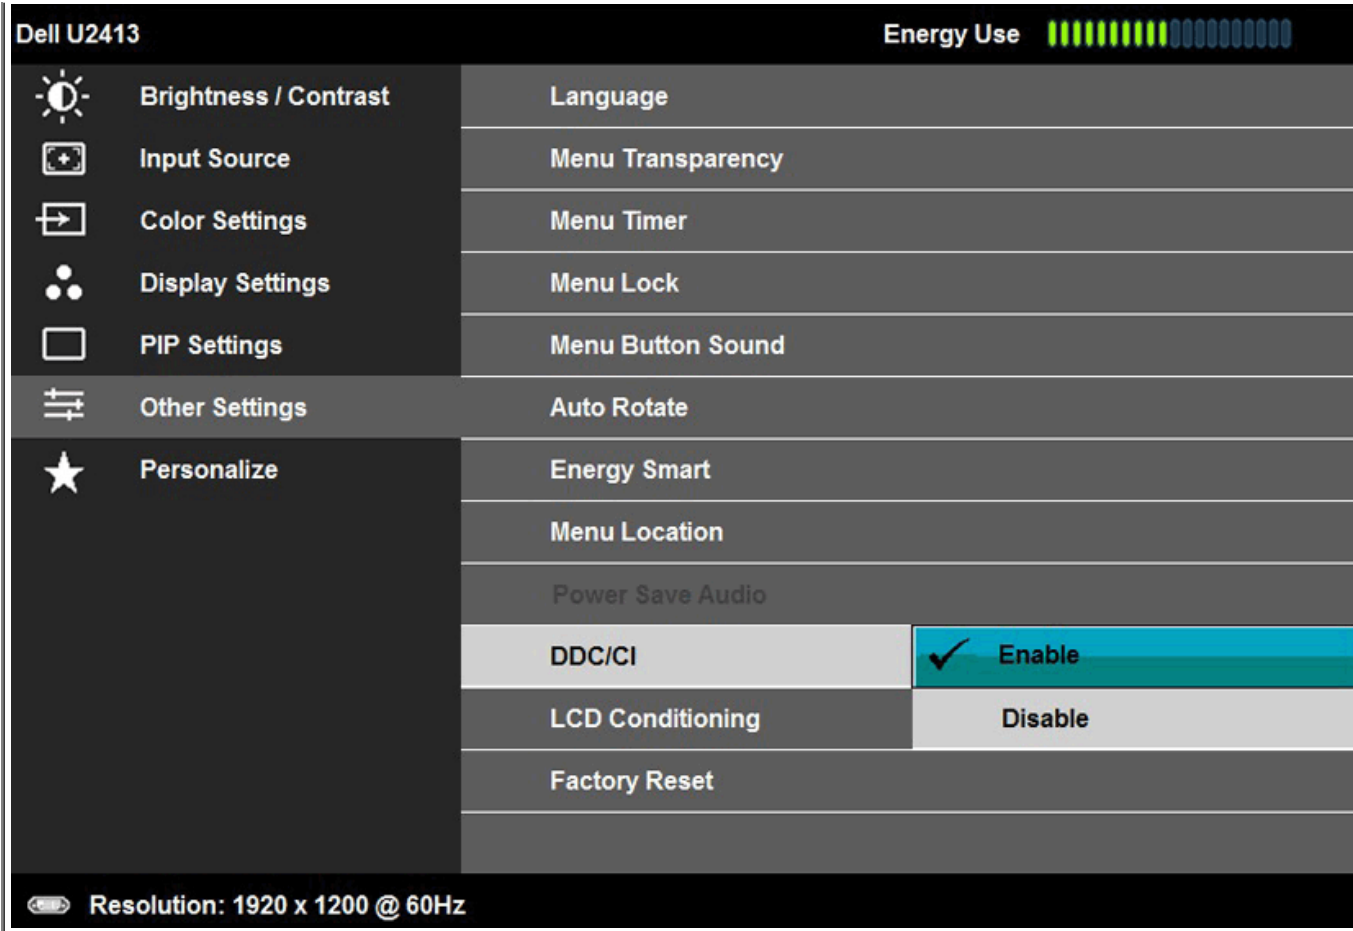 Dell U2413 Energy Use
Brightness / Contrast Language
Input Source Menu Transparency
Color Settings Menu Timer
Display Settings Menu Lock
PIP Settings Menu Button Sound
Other Settings Auto Rotate
Personalize Energy Smart
Menu Location
Power Save Audio
DDC/CI Enable
LCD Conditioning Disable
Factory Reset
Resolution: 1920 x 1200 @ 60Hz